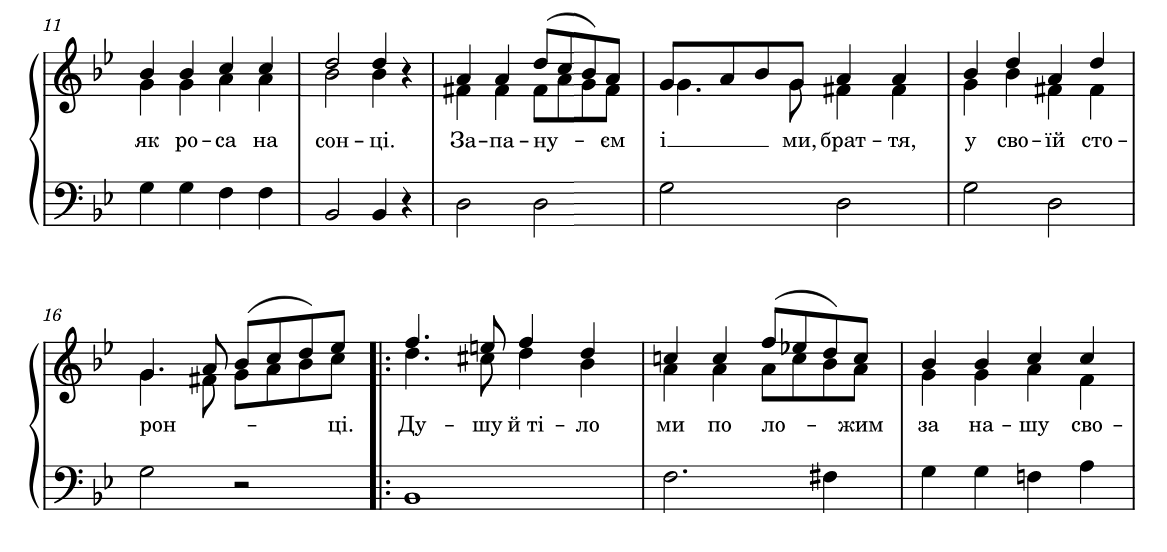 11
як ро – са на сон – ці. За – па – ну – єм і ми, брат – тя, у сво – їй сто –
16
рон – ці. Ду – шу й ті – ло ми по ло – жим за на – шу сво –